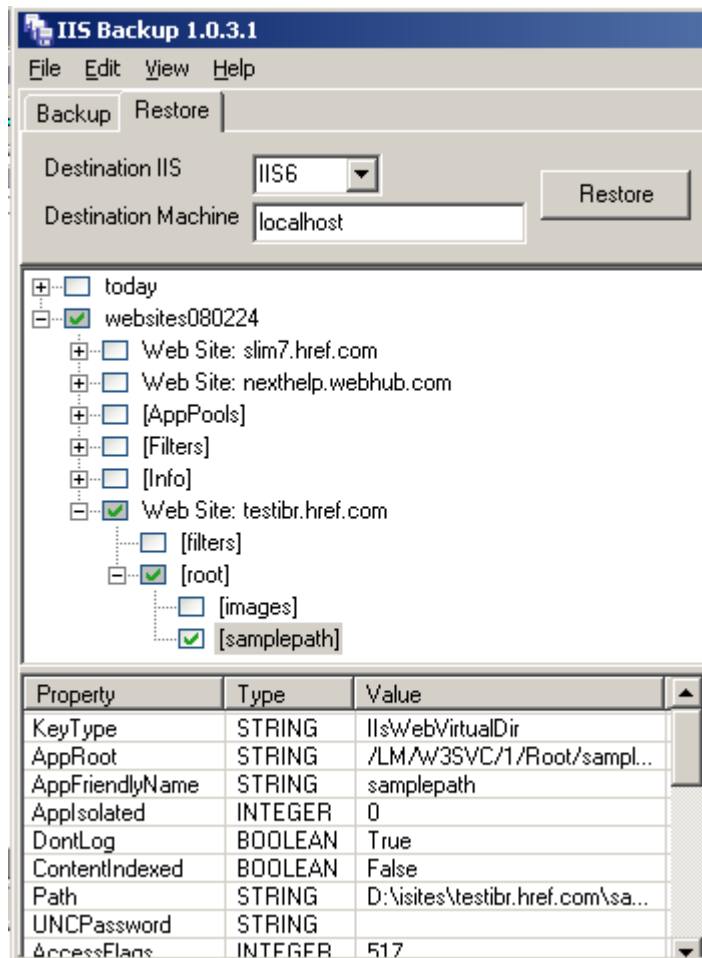 IIS Backup 1.0.3.1
File Edit View Help
Backup Restore
Destination IIS IIS6
Restore
Destination Machine localhost
today
websites080224
Web Site: slim7.href.com
Web Site: nexthelp.webhub.com
[AppPools]
[Filters]
[Info]
Web Site: testibr.href.com
[filters]
[root]
[images]
[samplepath]
Property Type Value
KeyType STRING IIsWebVirtualDir
AppRoot STRING /LM/W3SVC/1/Root/sampl...
AppFriendlyName STRING samplepath
AppIsolated INTEGER 0
DontLog BOOLEAN True
ContentIndexed BOOLEAN False
Path STRING D:\isites\testibr.href.com\sa...
UNCPassword STRING
AccessFlags INTEGER 517